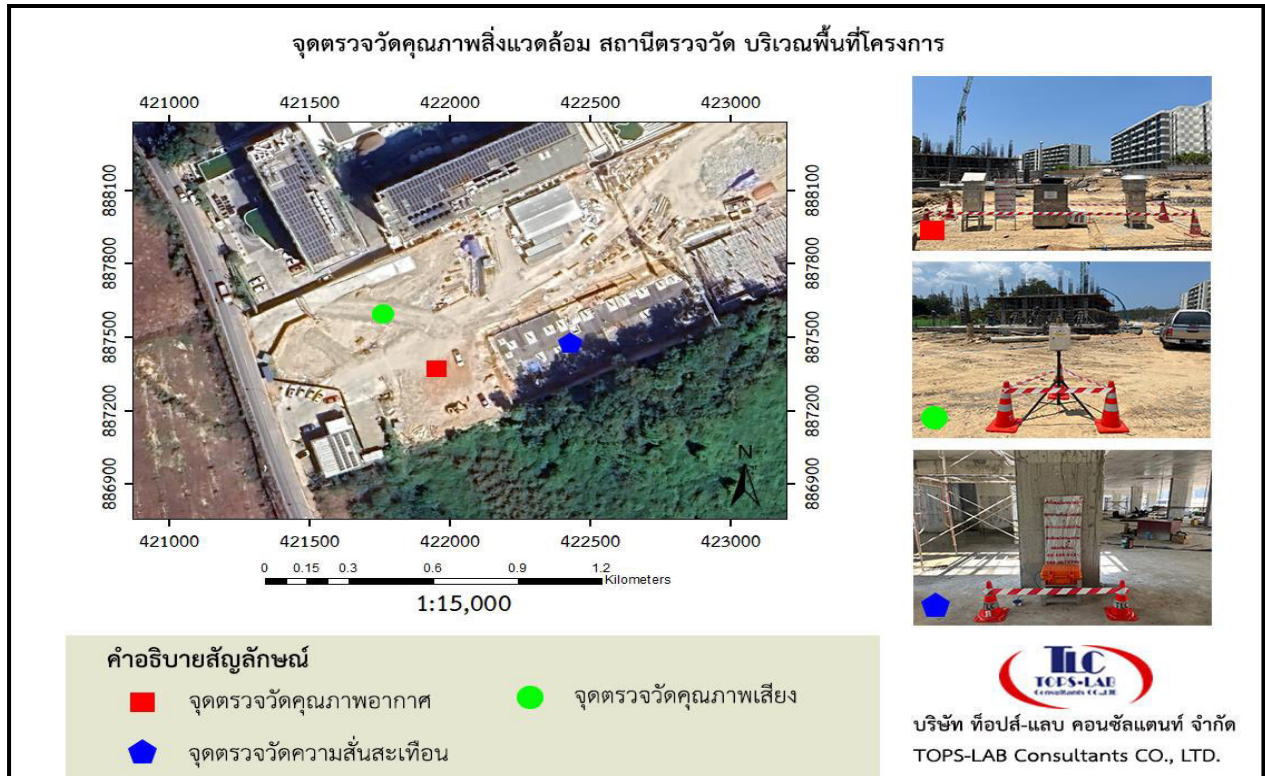 จุดตรวจวัดคุณภาพสิ่งแวดล้อม สถานีตรวจวัด บริเวณพื้นที่โครงการ
421000 421500 422000 422500 423000
888100 888100
887800 887800
887500 887500
887200 887200
886900 886900
N
421000 421500 422000 422500 423000
0 0.15 0.3 0.6 0.9 1.2
Kilometers
1:15,000
คำอธิบายสัญลักษณ์
จุดตรวจวัดคุณภาพอากาศ
จุดตรวจวัดคุณภาพเสียง
จุดตรวจวัดความสั่นสะเทือน
TLC
TOPS-LAB
Consultants CO.,LTD
บริษัท ท็อปส์-แลบ คอนซัลแตนท์ จำกัด
TOPS-LAB Consultants CO., LTD.